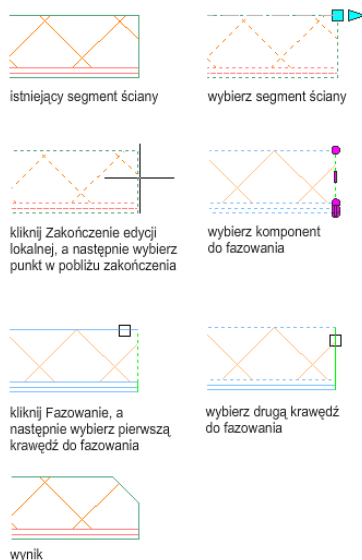 istniejący segment ściany
wybierz segment ściany
kliknij Zakończenie edycji
lokalnej, a następnie wybierz
punkt w pobliżu zakończenia
wybierz komponent
do fazowania
kliknij Fazowanie, a
następnie wybierz pierwszą
krawędź do fazowania
wybierz drugą krawędź
do fazowania
wynik